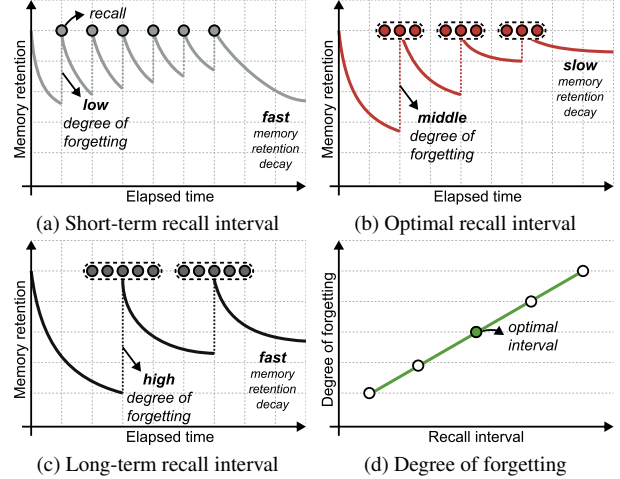 recall
low
degree of
forgetting
fast
memory
retention
decay
Memory retention
Elapsed time
(a) Short-term recall interval
slow
memory
retention
decay
middle
degree of
forgetting
Memory retention
Elapsed time
(b) Optimal recall interval
high
degree of
forgetting
fast
memory
retention
decay
Memory retention
Elapsed time
(c) Long-term recall interval
optimal
interval
Degree of forgetting
Recall interval
(d) Degree of forgetting